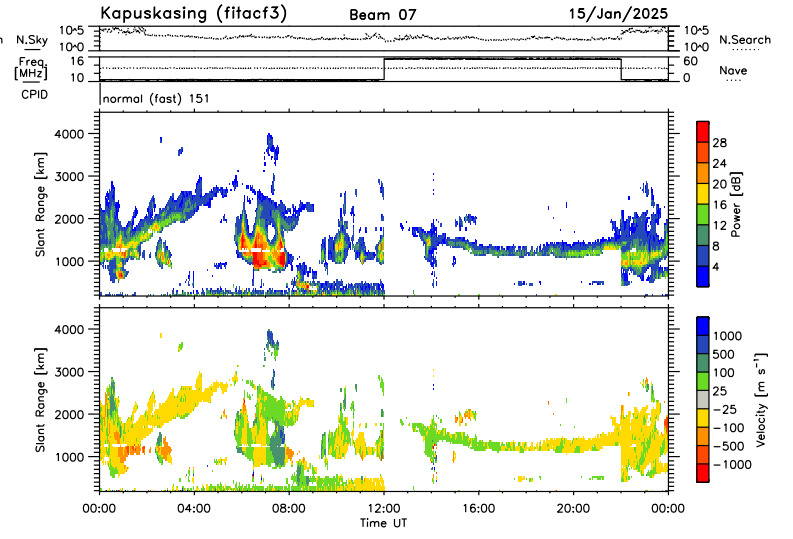 Kapuskasing (fitacf3) Beam 07 15/Jan/2025
N.Sky 10^5 10^0 10^5 10^0 N.Search
Freq. [MHz] 16 10 60 0 Nave
CPID normal (fast) 151
Slant Range [km] 4000 3000 2000 1000
Power [dB] 28 24 20 16 12 8 4
Slant Range [km] 4000 3000 2000 1000
Velocity [m s⁻¹] 1000 500 100 25 −25 −100 −500 −1000
00:00 04:00 08:00 12:00 16:00 20:00 00:00
Time UT